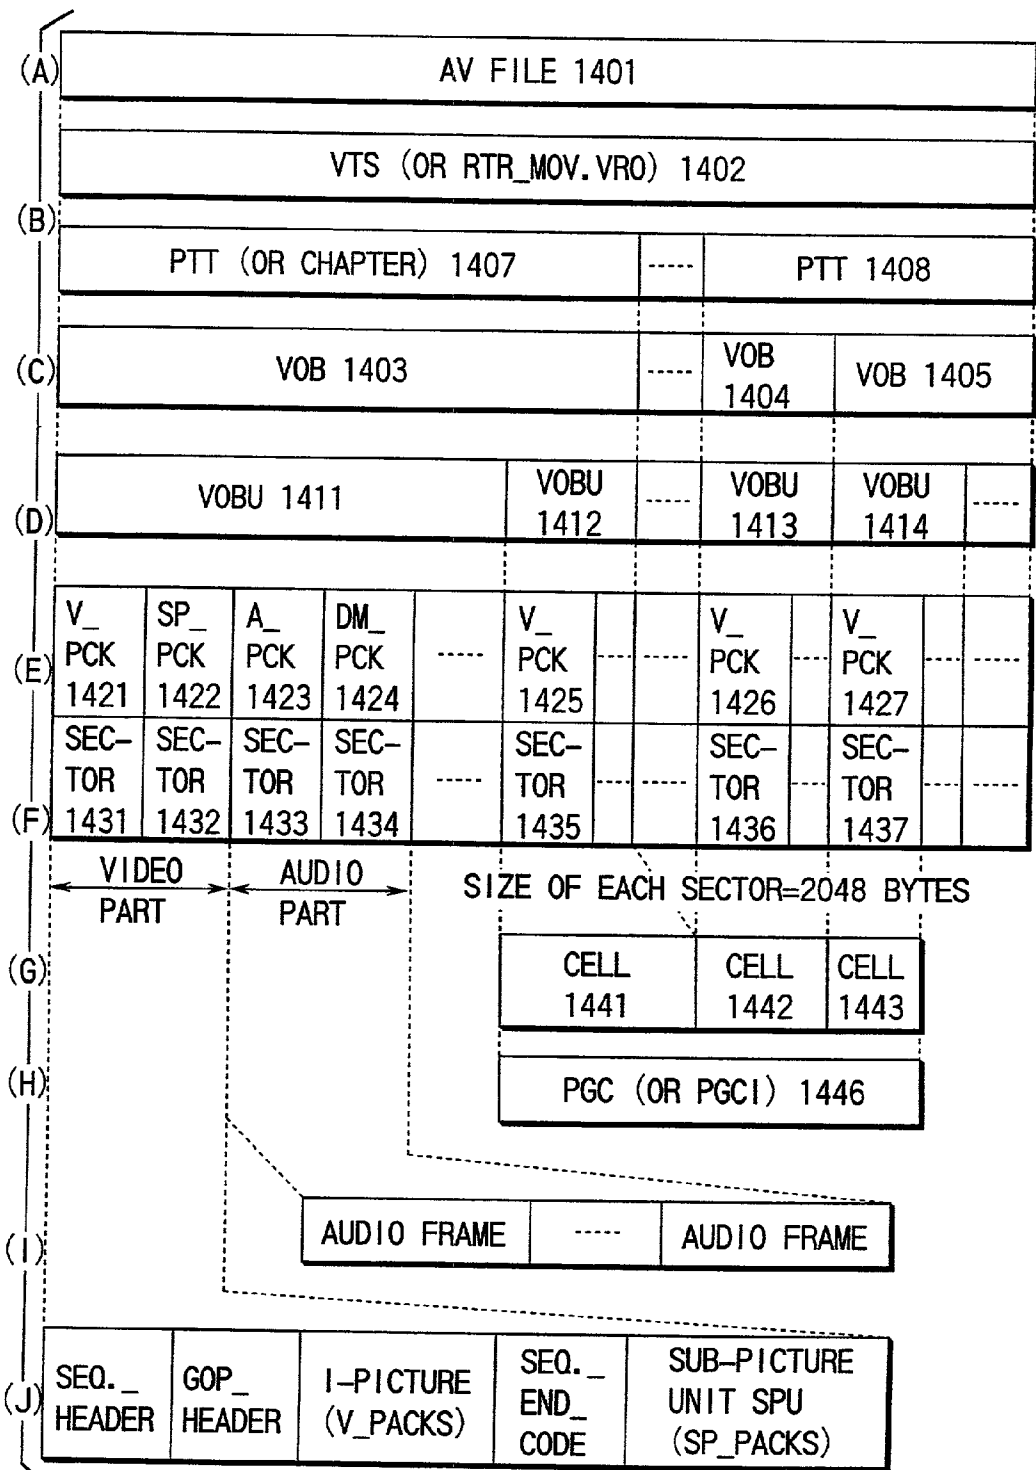 (A)
AV FILE 1401
VTS (OR RTR_MOV.VRO) 1402
(B)
PTT (OR CHAPTER) 1407 ----- PTT 1408
(C)
VOB 1403 ----- VOB 1404 VOB 1405
(D)
VOBU 1411 VOBU 1412 ----- VOBU 1413 VOBU 1414 -----
(E)
V_ SP_ A_ DM_ V_ V_ V_
PCK PCK PCK PCK ----- PCK ---- ----- PCK ---- PCK ---- -----
1421 1422 1423 1424 1425 1426 1427
SEC- SEC- SEC- SEC- SEC- SEC- SEC-
TOR TOR TOR TOR ----- TOR ---- ----- TOR ---- TOR ---- -----
(F)
1431 1432 1433 1434 1435 1436 1437
VIDEO PART
AUDIO PART
SIZE OF EACH SECTOR=2048 BYTES
(G)
CELL CELL CELL
1441 1442 1443
(H)
PGC (OR PGCI) 1446
(I)
AUDIO FRAME ----- AUDIO FRAME
(J)
SEQ._ HEADER
GOP_ HEADER
I-PICTURE (V_PACKS)
SEQ._ END_ CODE
SUB-PICTURE UNIT SPU (SP_PACKS)